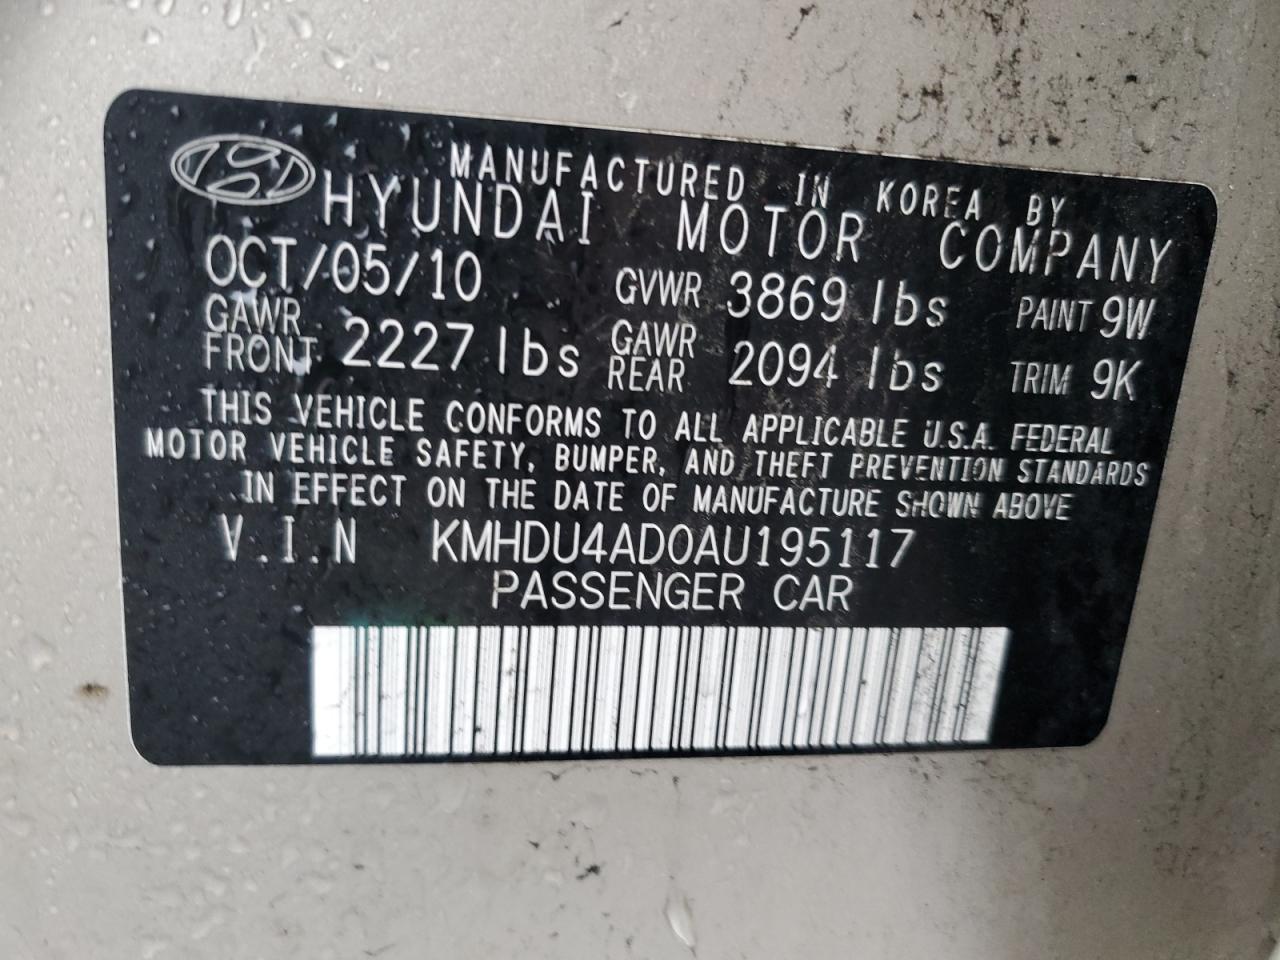 MANUFACTURED IN KOREA BY
HYUNDAI MOTOR COMPANY
OCT/05/10 GVWR 3869 lbs PAINT 9W
GAWR FRONT 2227 lbs GAWR REAR 2094 lbs TRIM 9K
THIS VEHICLE CONFORMS TO ALL APPLICABLE U.S.A. FEDERAL
MOTOR VEHICLE SAFETY, BUMPER, AND THEFT PREVENTION STANDARDS
IN EFFECT ON THE DATE OF MANUFACTURE SHOWN ABOVE
V.I.N KMHDU4AD0AU195117
PASSENGER CAR